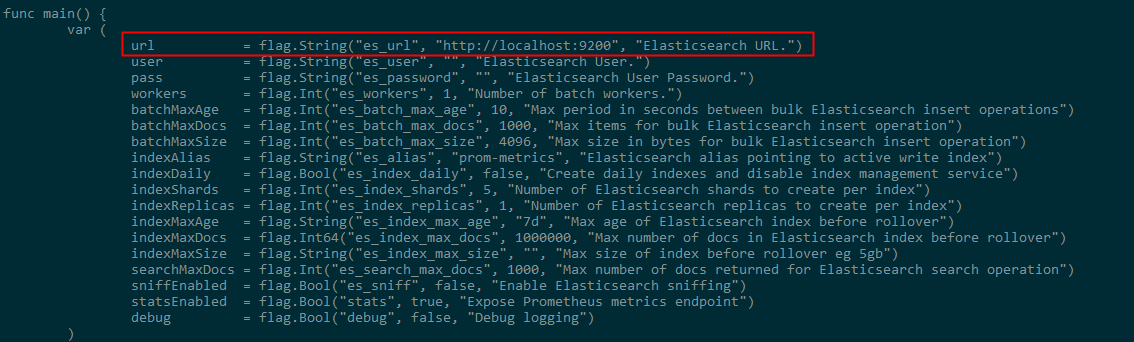 func main() {
        var (
                url           = flag.String("es_url", "http://localhost:9200", "Elasticsearch URL.")
                user          = flag.String("es_user", "", "Elasticsearch User.")
                pass          = flag.String("es_password", "", "Elasticsearch User Password.")
                workers       = flag.Int("es_workers", 1, "Number of batch workers.")
                batchMaxAge   = flag.Int("es_batch_max_age", 10, "Max period in seconds between bulk Elasticsearch insert operations")
                batchMaxDocs  = flag.Int("es_batch_max_docs", 1000, "Max items for bulk Elasticsearch insert operation")
                batchMaxSize  = flag.Int("es_batch_max_size", 4096, "Max size in bytes for bulk Elasticsearch insert operation")
                indexAlias    = flag.String("es_alias", "prom-metrics", "Elasticsearch alias pointing to active write index")
                indexDaily    = flag.Bool("es_index_daily", false, "Create daily indexes and disable index management service")
                indexShards   = flag.Int("es_index_shards", 5, "Number of Elasticsearch shards to create per index")
                indexReplicas = flag.Int("es_index_replicas", 1, "Number of Elasticsearch replicas to create per index")
                indexMaxAge   = flag.String("es_index_max_age", "7d", "Max age of Elasticsearch index before rollover")
                indexMaxDocs  = flag.Int64("es_index_max_docs", 1000000, "Max number of docs in Elasticsearch index before rollover")
                indexMaxSize  = flag.String("es_index_max_size", "", "Max size of index before rollover eg 5gb")
                searchMaxDocs = flag.Int("es_search_max_docs", 1000, "Max number of docs returned for Elasticsearch search operation")
                sniffEnabled  = flag.Bool("es_sniff", false, "Enable Elasticsearch sniffing")
                statsEnabled  = flag.Bool("stats", true, "Expose Prometheus metrics endpoint")
                debug         = flag.Bool("debug", false, "Debug logging")
        )